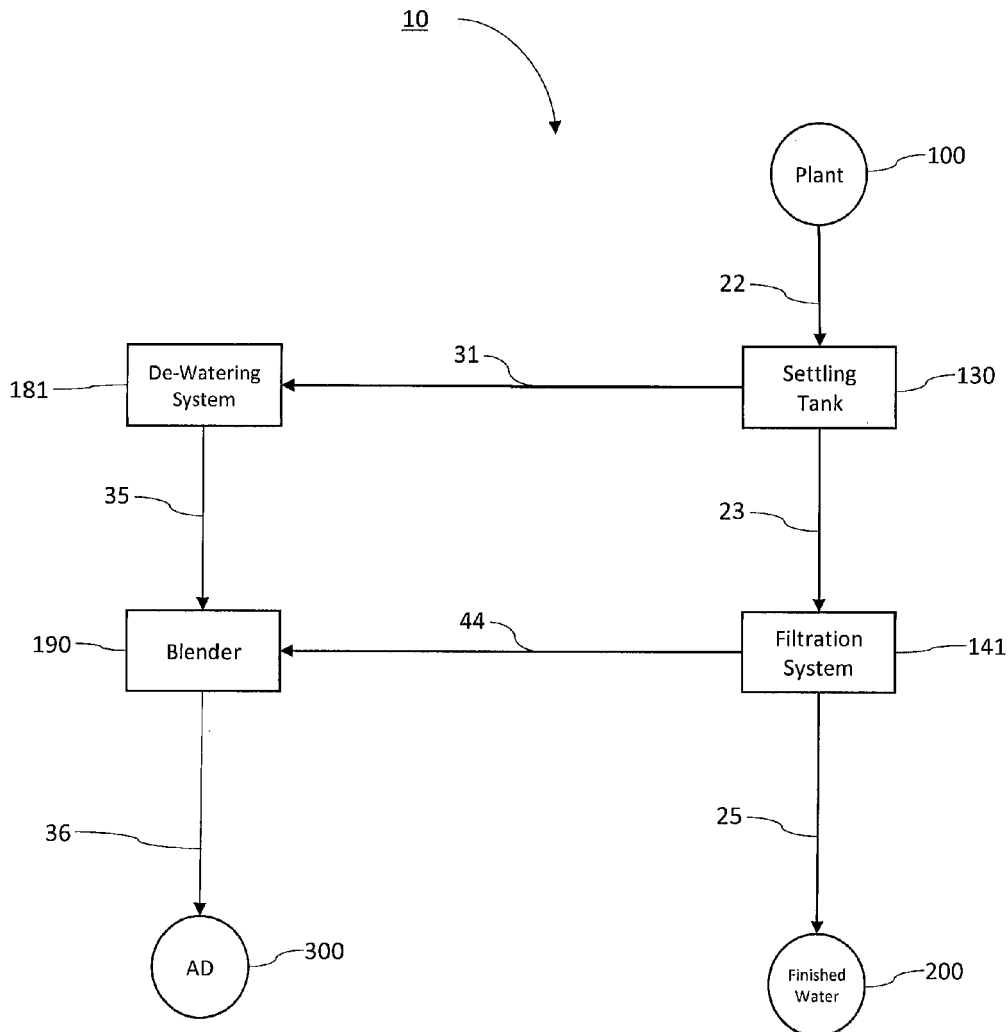 10
Plant
100
22
De-Watering
System
181
31
Settling
Tank
130
35
23
190
Blender
44
Filtration
System
141
36
25
AD
300
Finished
Water
200